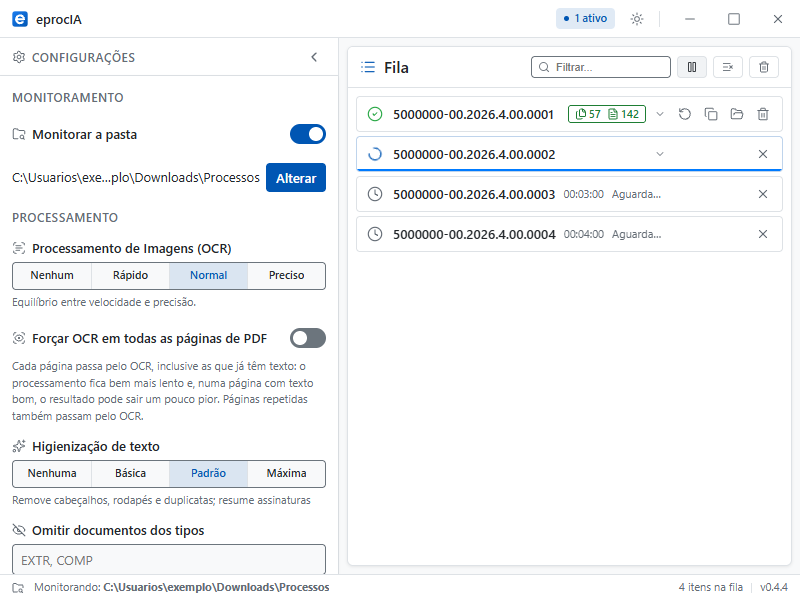 eprocIA
1 ativo
CONFIGURAÇÕES
MONITORAMENTO
Monitorar a pasta
C:\Usuarios\exe...plo\Downloads\Processos
Alterar
PROCESSAMENTO
Processamento de Imagens (OCR)
Nenhum Rápido Normal Preciso
Equilíbrio entre velocidade e precisão.
Forçar OCR em todas as páginas de PDF
Cada página passa pelo OCR, inclusive as que já têm texto: o
processamento fica bem mais lento e, numa página com texto
bom, o resultado pode sair um pouco pior. Páginas repetidas
também passam pelo OCR.
Higienização de texto
Nenhuma Básica Padrão Máxima
Remove cabeçalhos, rodapés e duplicatas; resume assinaturas
Omitir documentos dos tipos
EXTR, COMP
Fila
Filtrar...
5000000-00.2026.4.00.0001 57 142
5000000-00.2026.4.00.0002
5000000-00.2026.4.00.0003 00:03:00 Aguarda...
5000000-00.2026.4.00.0004 00:04:00 Aguarda...
Monitorando: C:\Usuarios\exemplo\Downloads\Processos
4 itens na fila
v0.4.4